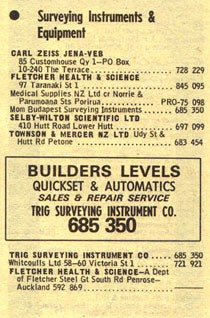 Surveying Instruments &
Equipment
CARL ZEISS JENA-VEB
85 Customhouse Qy 1-PO Box
10-240 The Terrace. 728 229
FLETCHER HEALTH & SCIENCE
97 Taranaki St 1 845 095
Medical Supplies NZ Ltd cr Norrie &
Parumoana Sts Porirua PRO-75 098
Mom Budapest Surveying Instruments
SELBY-WILTON SCIENTIFIC LTD
410 Hutt Road Lower Hutt 697 099
TOWNSON & MERCER NZ LTD Udy St &
Hutt Rd Petone 683 454
BUILDERS LEVELS
QUICKSET & AUTOMATICS
SALES & REPAIR SERVICE
TRIG SURVEYING INSTRUMENT CO.
685 350
TRIG SURVEYING INSTRUMENT CO 685 350
Whitcoulls Ltd 58-60 Victoria St 1 721 921
FLETCHER HEALTH & SCIENCE-A Dept
of Fletcher Steel Gt South Rd Penrose-
Auckland 592 869